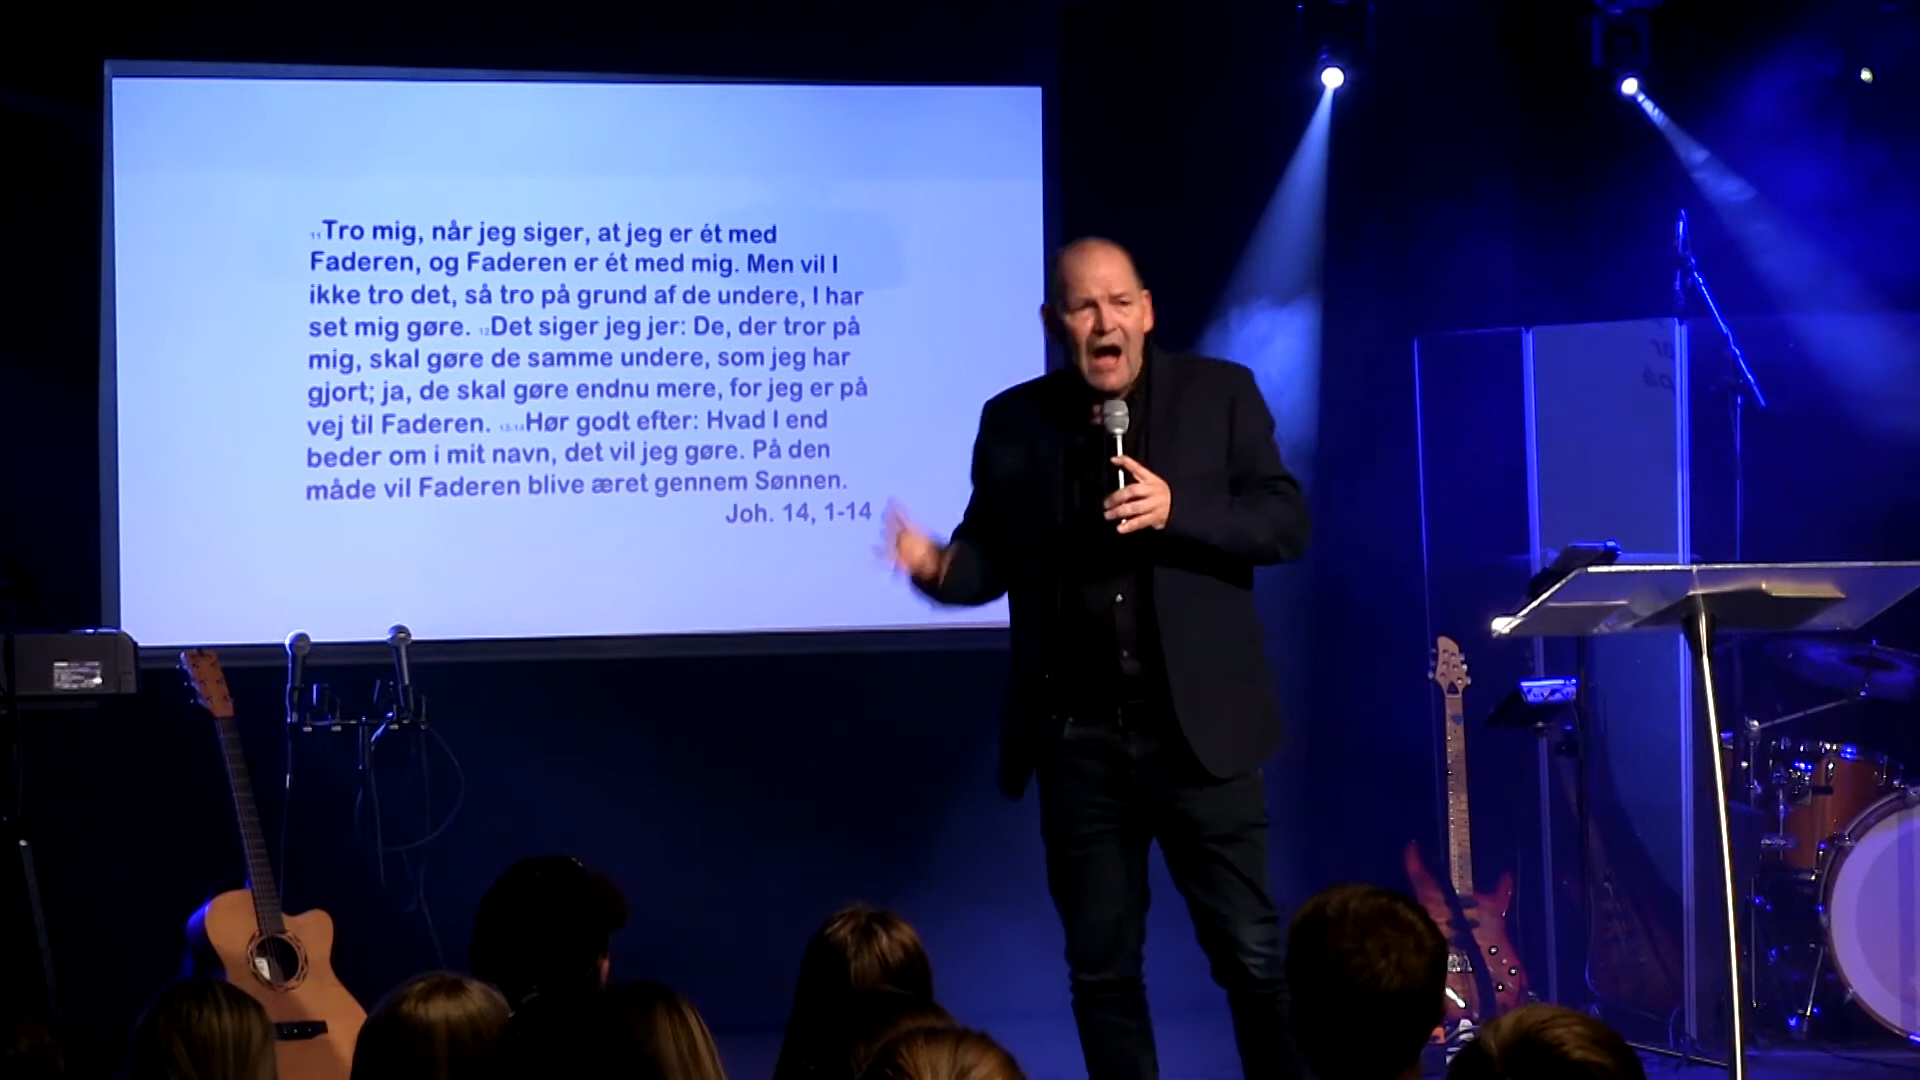 11Tro mig, når jeg siger, at jeg er ét med
Faderen, og Faderen er ét med mig. Men vil I
ikke tro det, så tro på grund af de undere, I har
set mig gøre. 12Det siger jeg jer: De, der tror på
mig, skal gøre de samme undere, som jeg har
gjort; ja, de skal gøre endnu mere, for jeg er på
vej til Faderen. 13-14Hør godt efter: Hvad I end
beder om i mit navn, det vil jeg gøre. På den
måde vil Faderen blive æret gennem Sønnen.
Joh. 14, 1-14